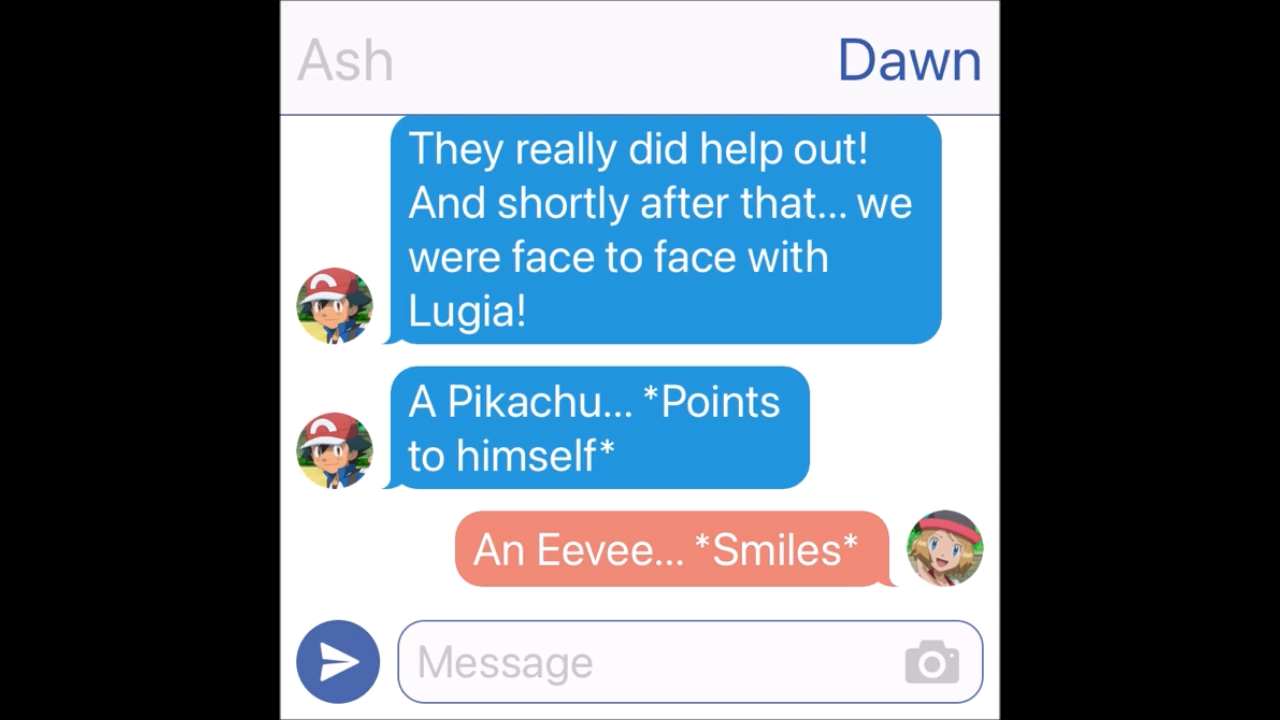 Ash Dawn
They really did help out!
And shortly after that... we
were face to face with
Lugia!
A Pikachu... *Points
to himself*
An Eevee... *Smiles*
Message